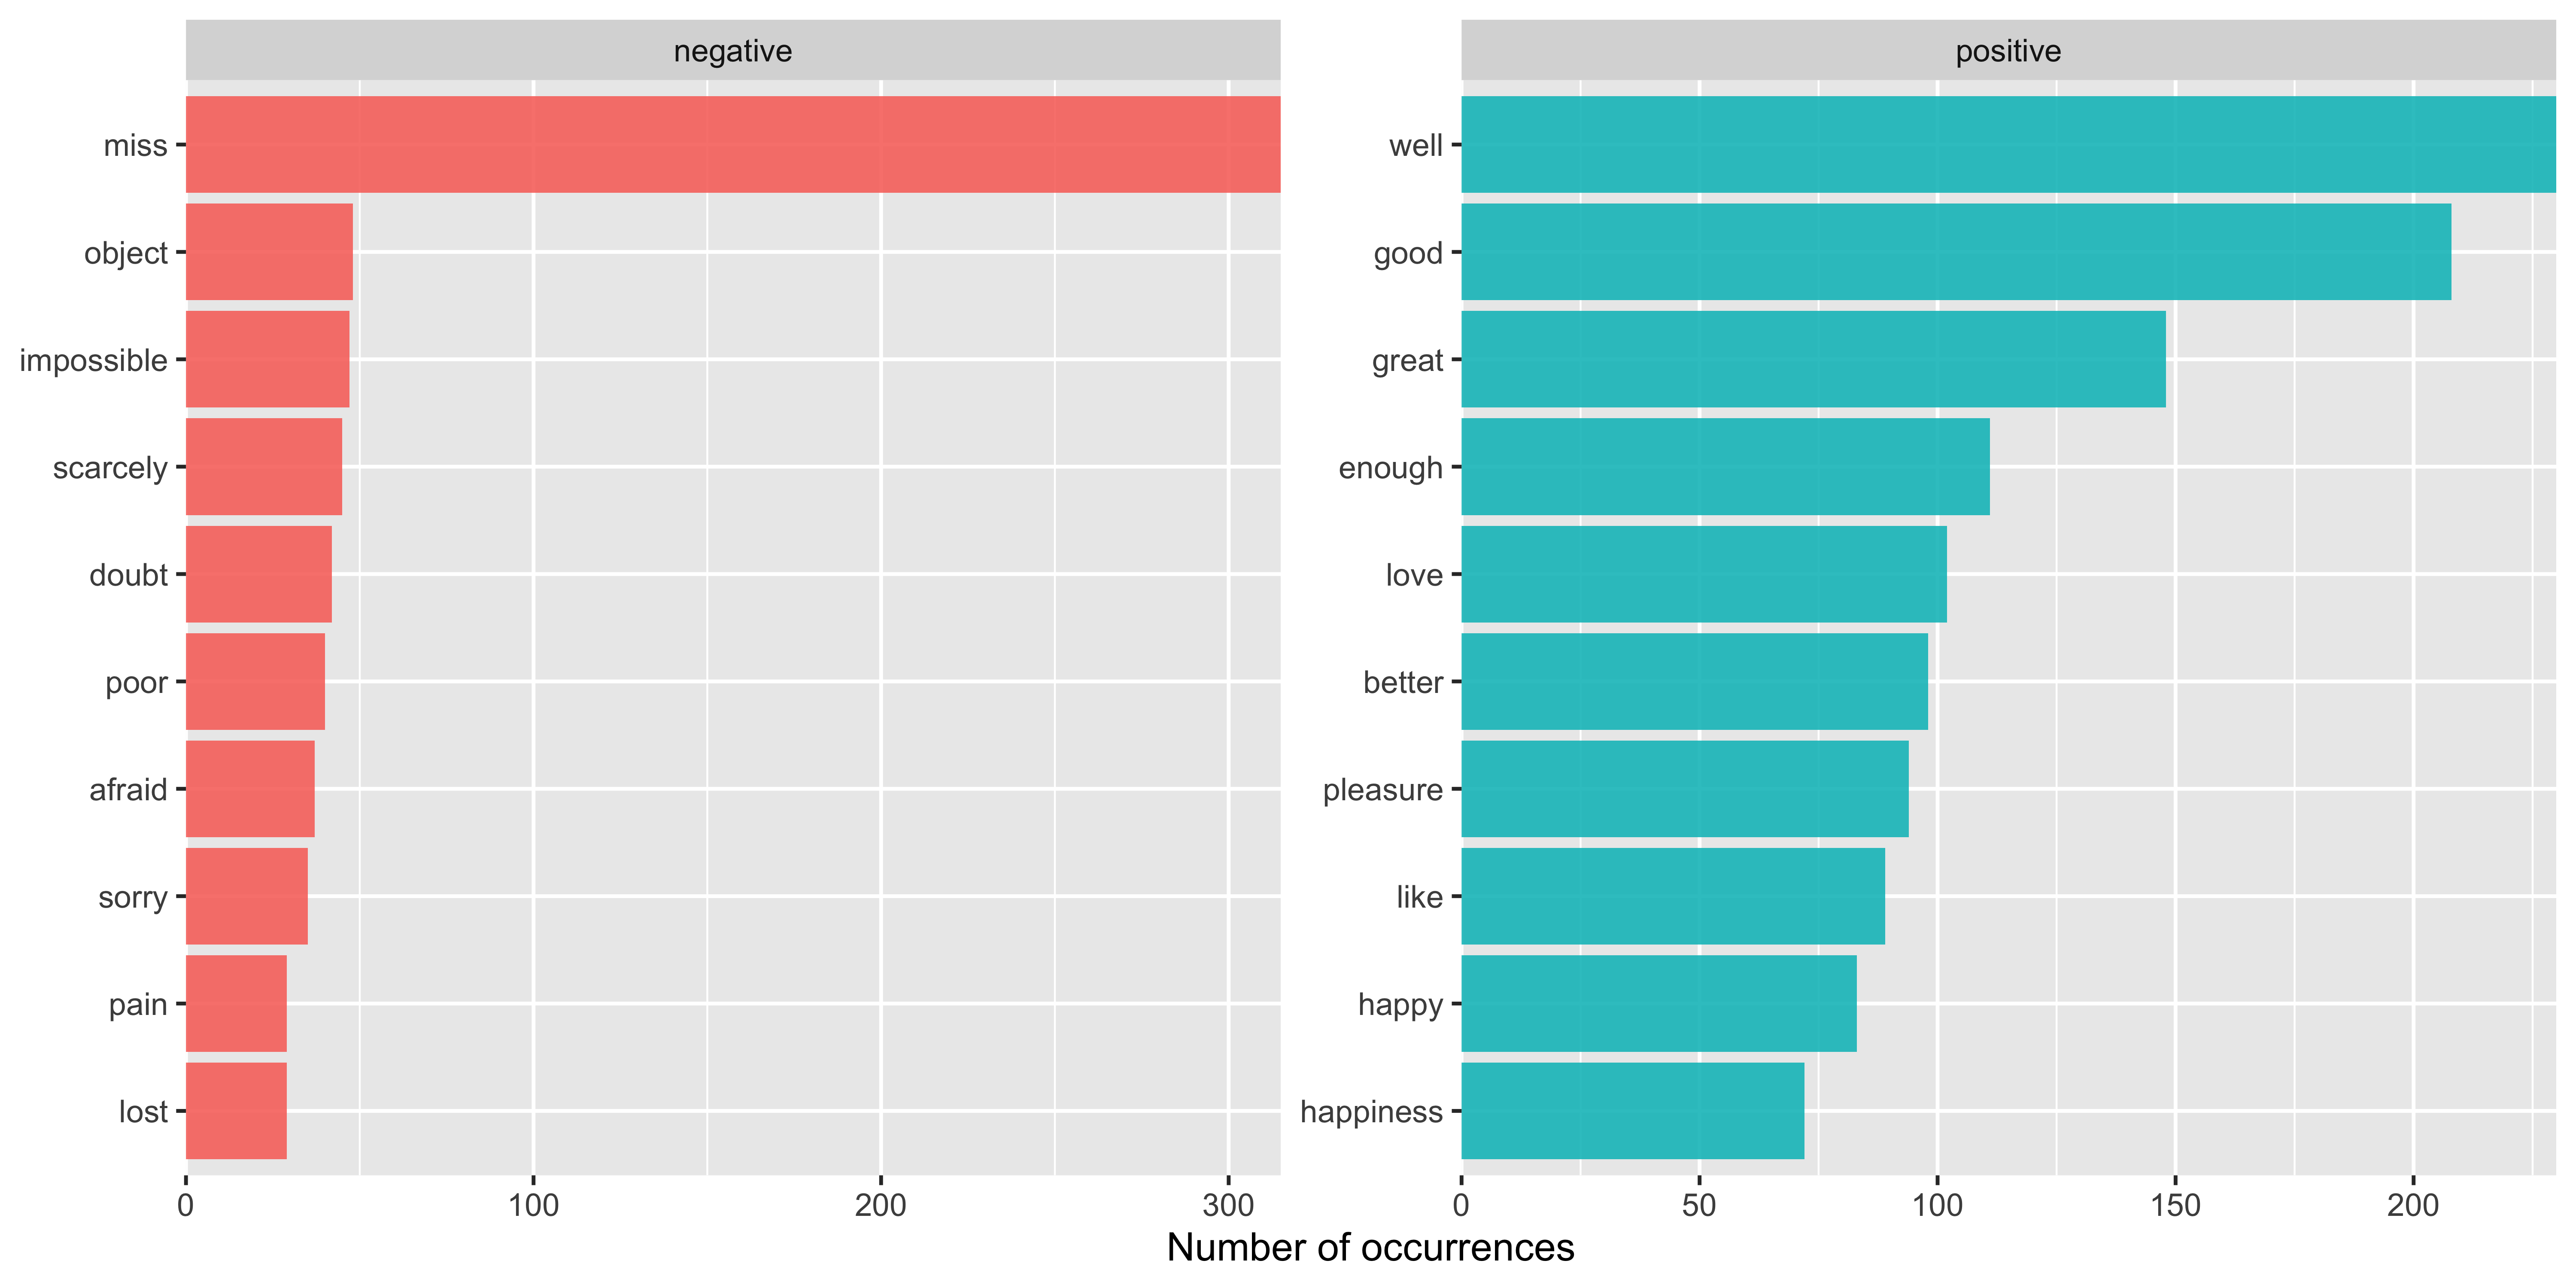 negative
miss
object
impossible
scarcely
doubt
poor
afraid
sorry
pain
lost
0 100 200 300
positive
well
good
great
enough
love
better
pleasure
like
happy
happiness
0 50 100 150 200
Number of occurrences